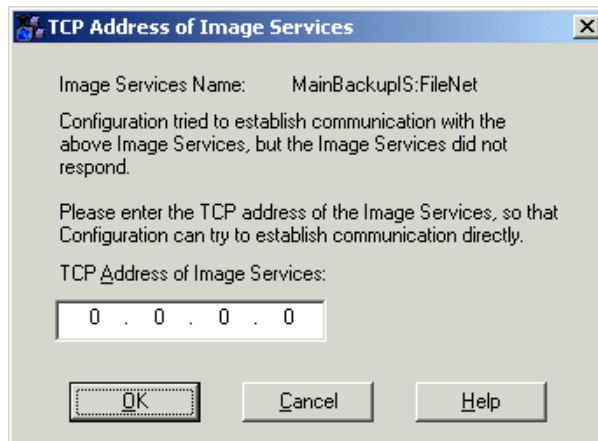 TCP Address of Image Services
Image Services Name: MainBackupIS:FileNet
Configuration tried to establish communication with the
above Image Services, but the Image Services did not
respond.
Please enter the TCP address of the Image Services, so that
Configuration can try to establish communication directly.
TCP Address of Image Services:
0 . 0 . 0 . 0
OK Cancel Help